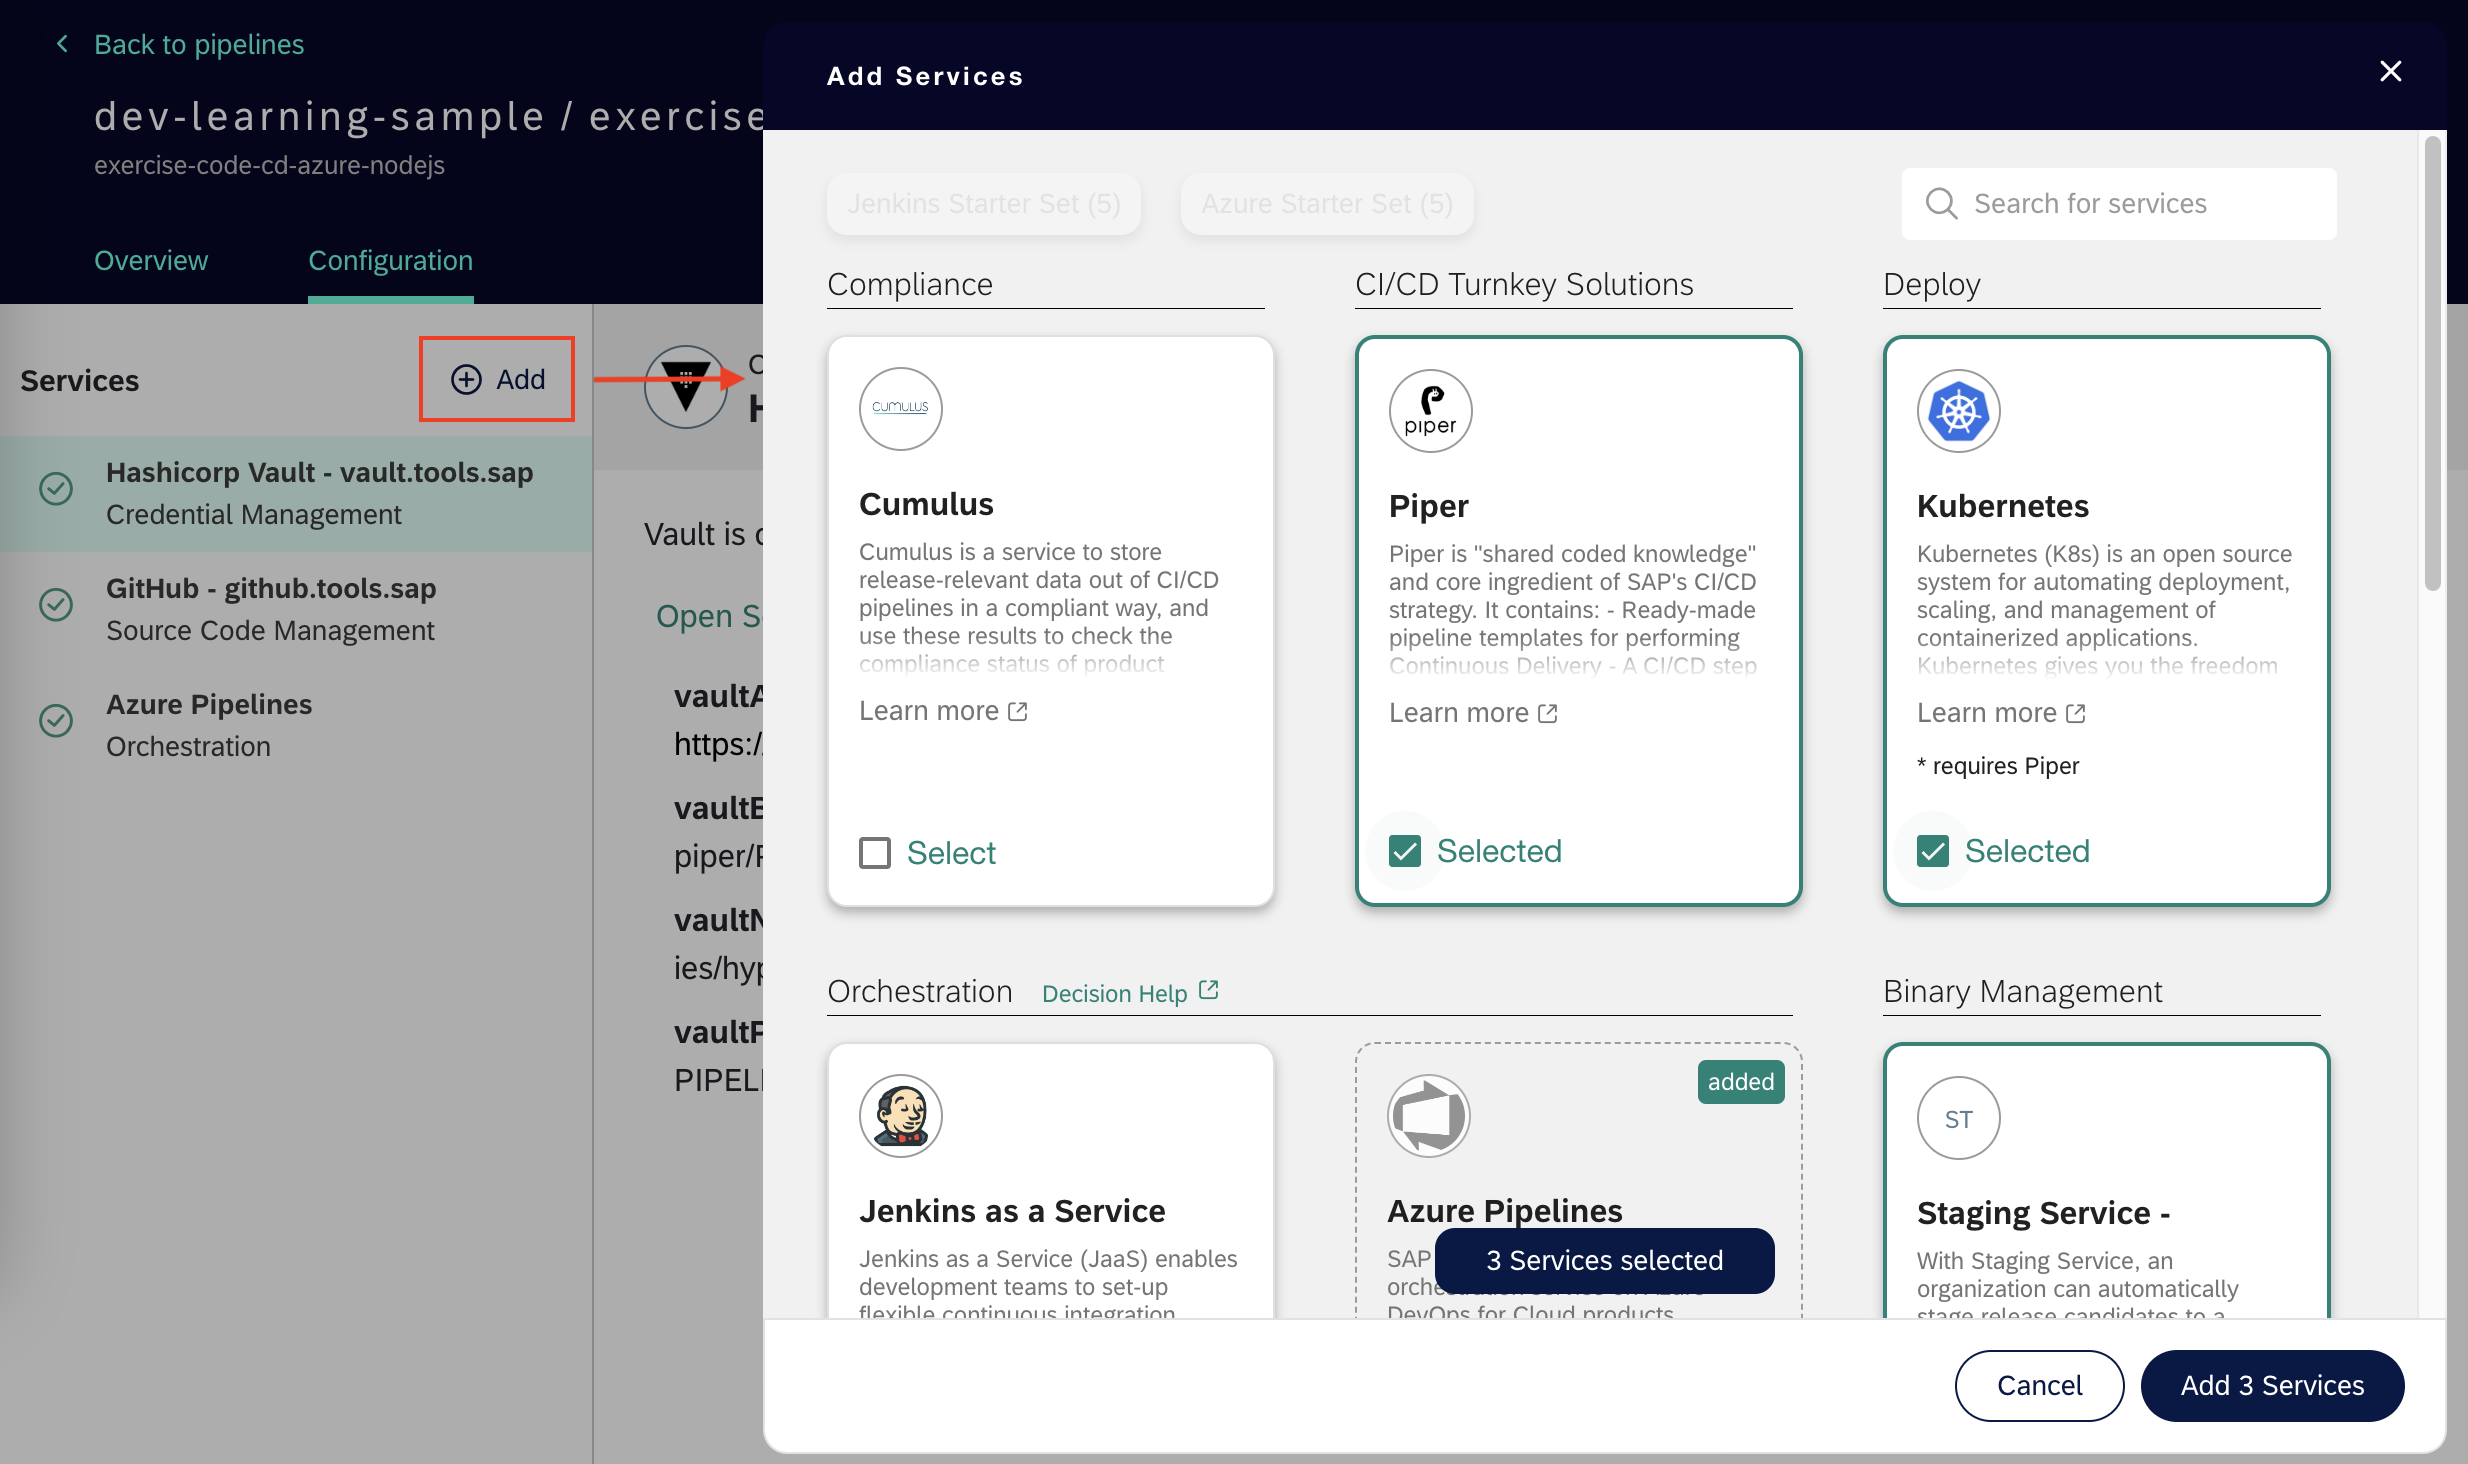 Back to pipelines
dev-learning-sample / exercise
exercise-code-cd-azure-nodejs
Overview
Configuration
Services
Add
Hashicorp Vault - vault.tools.sap
Credential Management
GitHub - github.tools.sap
Source Code Management
Azure Pipelines
Orchestration
Vault is
Open S
vaultA
https:/
vaultE
piper/
vaultN
ies/hyp
vaultP
PIPEL
Add Services
Jenkins Starter Set (5)
Azure Starter Set (5)
Search for services
Compliance
CUMULUS
Cumulus
Cumulus is a service to store
release-relevant data out of CI/CD
pipelines in a compliant way, and
use these results to check the
compliance status of product
Learn more
Select
CI/CD Turnkey Solutions
piper
Piper
Piper is "shared coded knowledge"
and core ingredient of SAP's CI/CD
strategy. It contains: - Ready-made
pipeline templates for performing
Continuous Delivery - A CI/CD step
Learn more
Selected
Deploy
Kubernetes
Kubernetes (K8s) is an open source
system for automating deployment,
scaling, and management of
containerized applications.
Kubernetes gives you the freedom
Learn more
* requires Piper
Selected
Orchestration
Decision Help
Jenkins as a Service
Jenkins as a Service (JaaS) enables
development teams to set-up
flexible continuous integration
added
Azure Pipelines
SAP
DevOps for Cloud products
3 Services selected
Binary Management
ST
Staging Service -
With Staging Service, an
organization can automatically
stage release candidates to a
Cancel
Add 3 Services